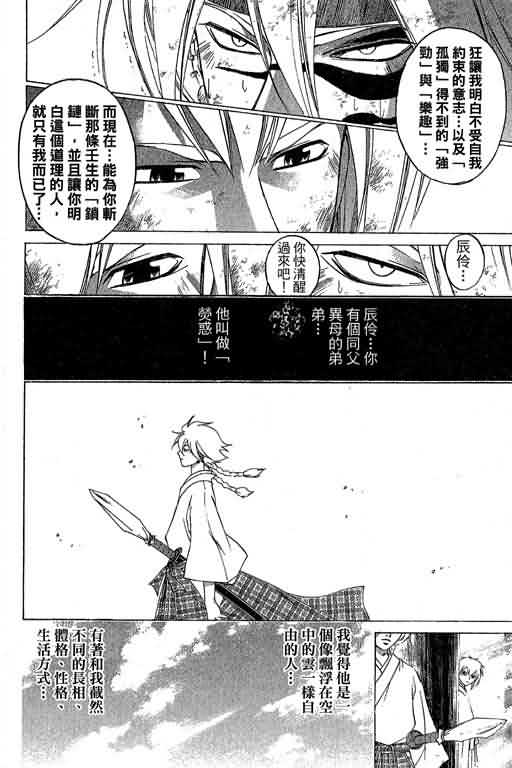 狂讓我明白不受自我
約束的意志…以及「
孤獨」得不到的「強
勁」與「樂趣」…
而現在…能為你斬
斷那條壬生的「鎖
鏈」，並且讓你明
白這個道理的人，
就只有我而已了…
辰伶…
你快清醒
過來吧！
辰伶…你
有個同父
異母的弟
弟…
他叫做「
熒惑」！
我覺得他是一
個像飄浮在空
中的雲一樣自
由的人…
有著和我截然
不同的長相、
體格、性格、
生活方式…